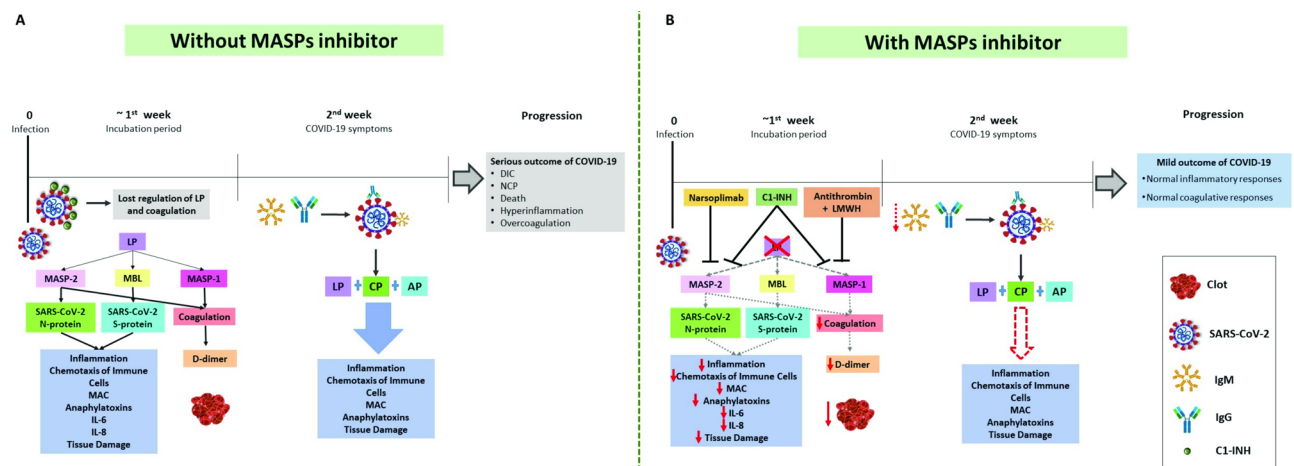 A
Without MASPs inhibitor
0
Infection
~ 1st week
Incubation period
2nd week
COVID-19 symptoms
Progression
Lost regulation of LP
and coagulation
Serious outcome of COVID-19
• DIC
• NCP
• Death
• Hyperinflammation
• Overcoagulation
LP
MASP-2
MBL
MASP-1
SARS-CoV-2
N-protein
SARS-CoV-2
S-protein
Coagulation
D-dimer
Inflammation
Chemotaxis of Immune
Cells
MAC
Anaphylatoxins
IL-6
IL-8
Tissue Damage
LP + CP + AP
Inflammation
Chemotaxis of Immune
Cells
MAC
Anaphylatoxins
Tissue Damage
B
With MASPs inhibitor
0
Infection
~1st week
Incubation period
2nd week
COVID-19 symptoms
Progression
Narsoplimab
C1-INH
Antithrombin
+ LMWH
Mild outcome of COVID-19
•Normal inflammatory responses
•Normal coagulative responses
LP
MASP-2
MBL
MASP-1
SARS-CoV-2
N-protein
SARS-CoV-2
S-protein
Coagulation
D-dimer
Inflammation
Chemotaxis of Immune Cells
MAC
Anaphylatoxins
IL-6
IL-8
Tissue Damage
LP + CP + AP
Inflammation
Chemotaxis of Immune
Cells
MAC
Anaphylatoxins
Tissue Damage
Clot
SARS-CoV-2
IgM
IgG
C1-INH